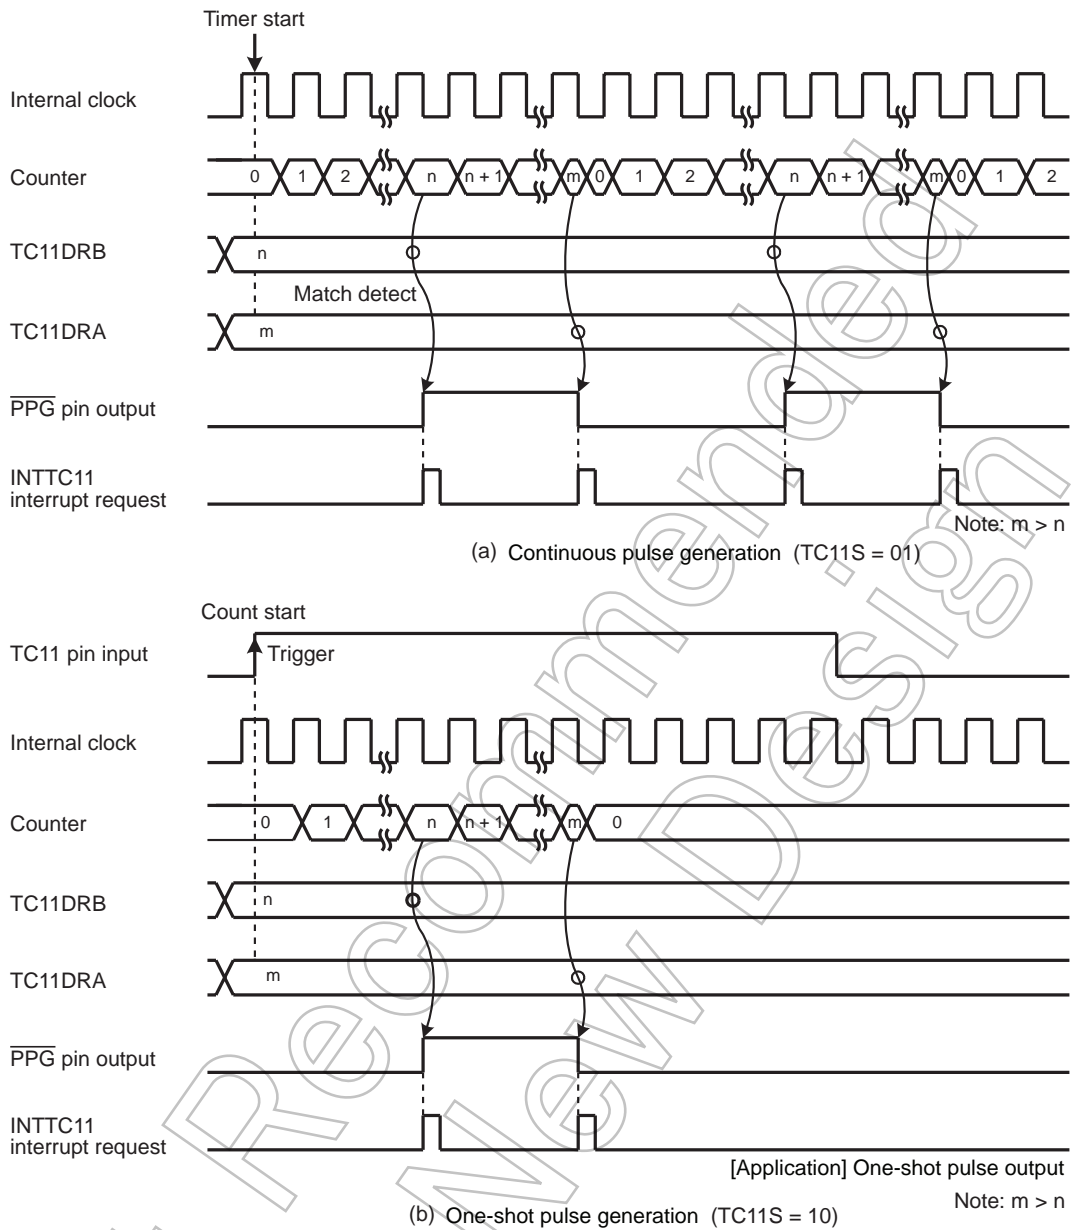 Timer start
Internal clock
Counter 0 1 2 n n + 1 m 0 1 2 n n + 1 m 0 1 2
TC11DRB n
Match detect
TC11DRA m
PPG pin output
INTTC11
interrupt request
Note: m > n
(a) Continuous pulse generation (TC11S = 01)
Count start
TC11 pin input Trigger
Internal clock
Counter 0 1 n n + 1 m 0
TC11DRB n
TC11DRA m
PPG pin output
INTTC11
interrupt request
[Application] One-shot pulse output
Note: m > n
(b) One-shot pulse generation (TC11S = 10)
Recommended
New Design